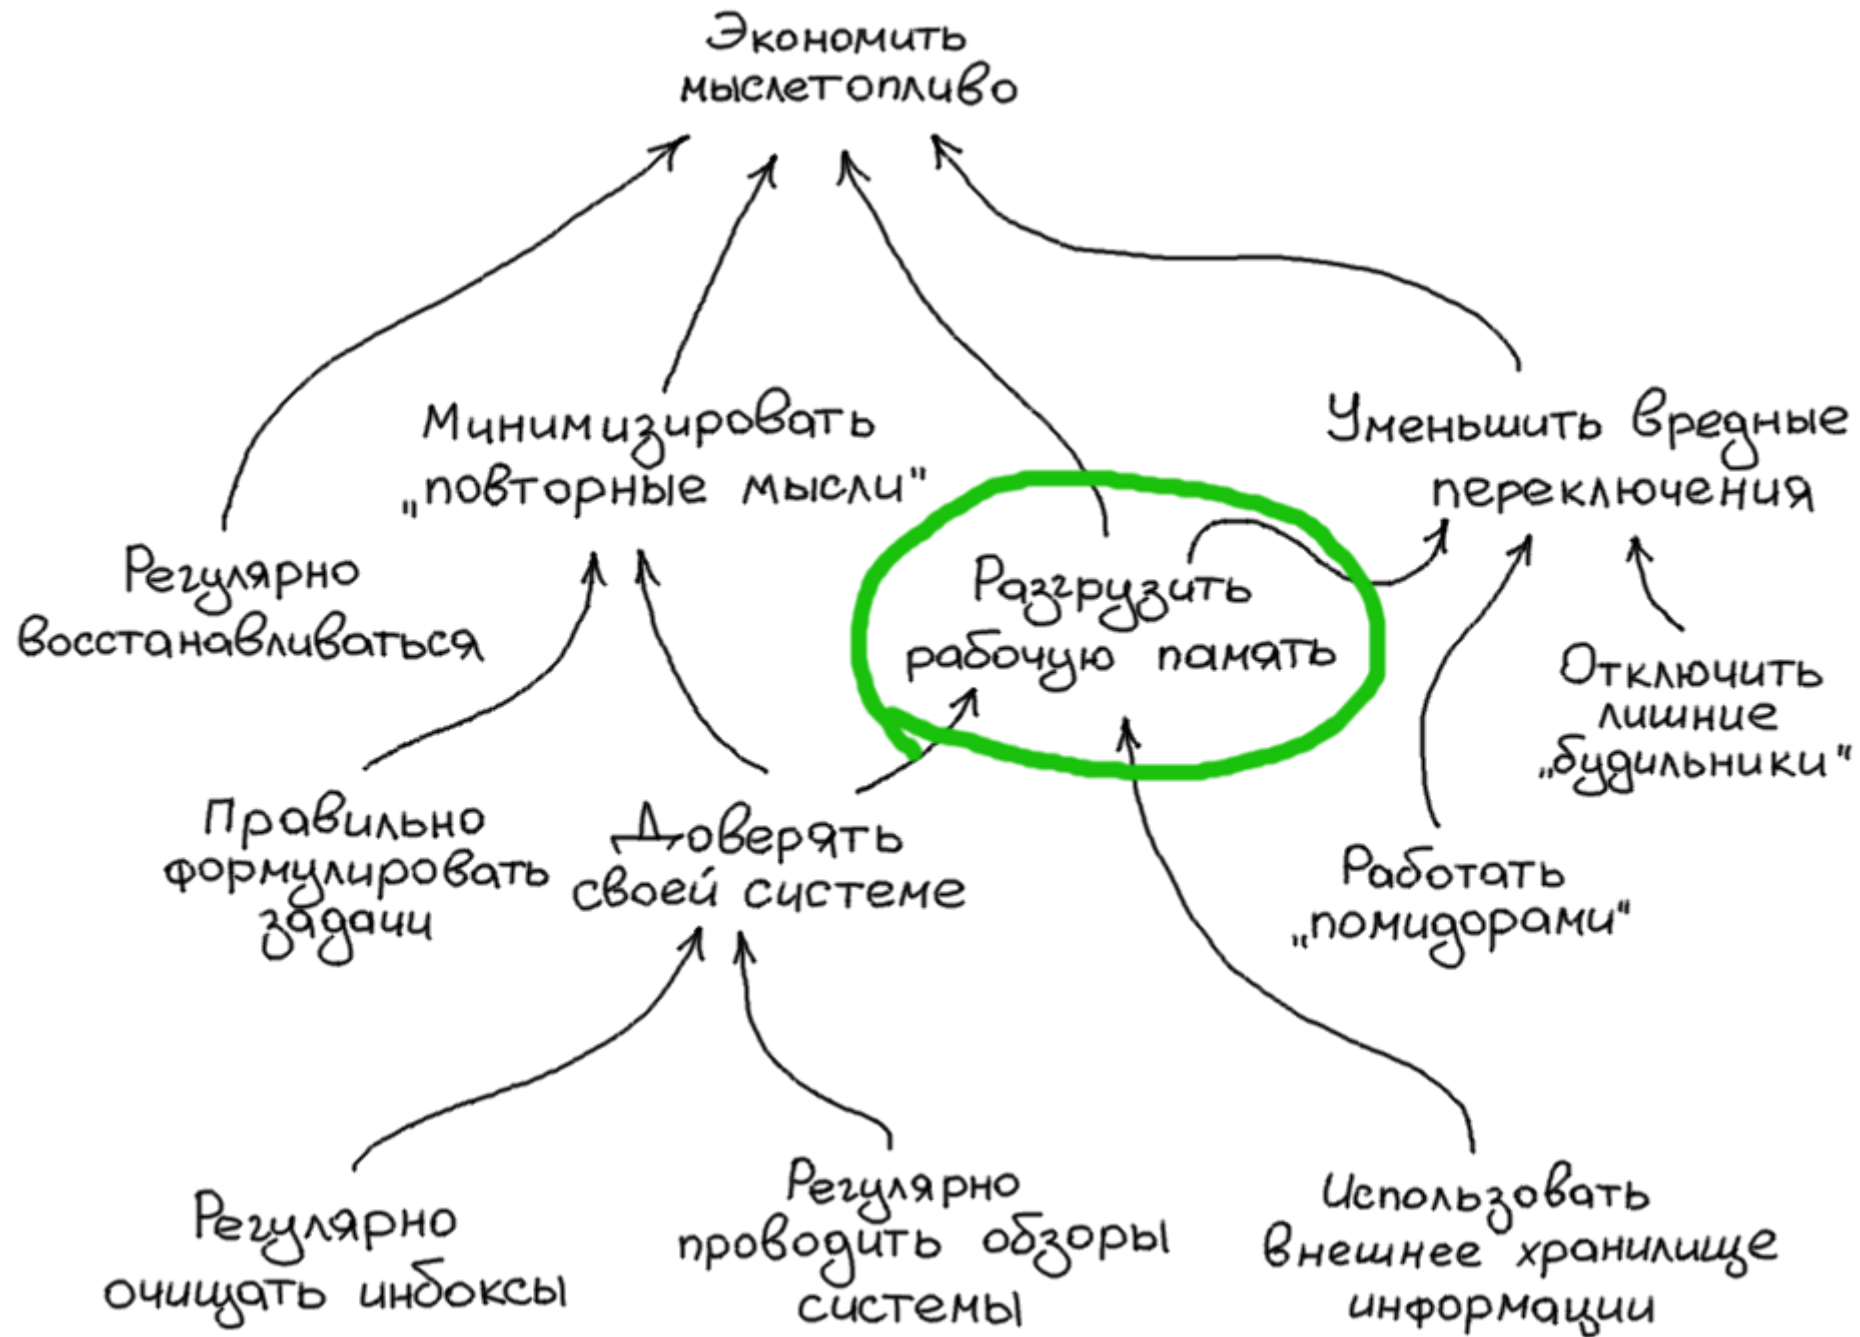 Экономить
мыслетопливо
Минимизировать
„повторные мысли"
Уменьшить вредные
переключения
Регулярно
восстанавливаться
Разгрузить
рабочую память
Отключить
лишние
„будильники"
Правильно
формулировать
задачи
Доверять
своей системе
Работать
„помидорами"
Регулярно
очищать инбоксы
Регулярно
проводить обзоры
системы
Использовать
внешнее хранилище
информации